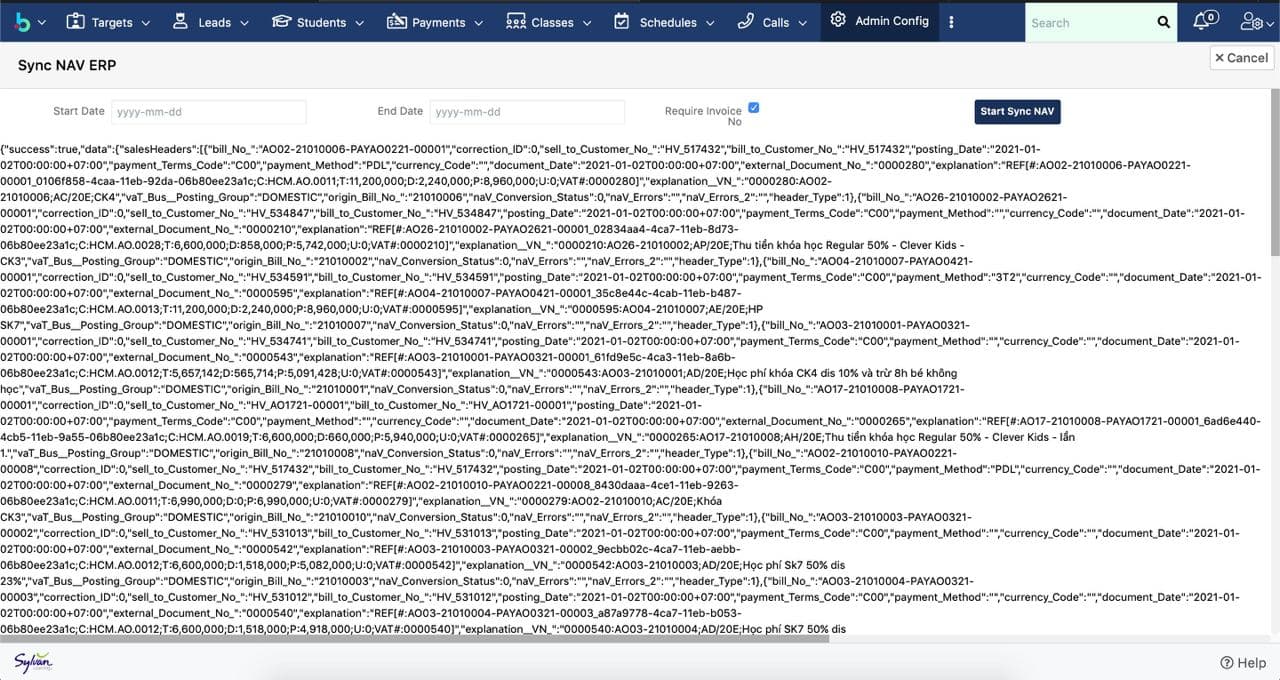 Targets Leads Students Payments Classes Schedules Calls Admin Config Search 0
Sync NAV ERP
× Cancel
Start Date yyyy-mm-dd End Date yyyy-mm-dd Require Invoice No Start Sync NAV
{"success":true,"data":{"salesHeaders":[{"bill_No_":"AO02-21010006-PAYAO0221-00001","correction_ID":0,"sell_to_Customer_No_":"HV_517432","bill_to_Customer_No_":"HV_517432","posting_Date":"2021-01-
02T00:00:00+07:00","payment_Terms_Code":"C00","payment_Method":"PDL","currency_Code":"","document_Date":"2021-01-02T00:00:00+07:00","external_Document_No_":"0000280","explanation":"REF[#:AO02-21010006-PAYAO0221-
00001_0106f858-4caa-11eb-92da-06b80ee23a1c;C:HCM.AO.0011;T:11,200,000;D:2,240,000;P:8,960,000;U:0;VAT#:0000280]","explanation__VN_":"0000280:AO02-
21010006;AC/20E;CK4","vaT_Bus__Posting_Group":"DOMESTIC","origin_Bill_No_":"21010006","naV_Conversion_Status":0,"naV_Errors":"","naV_Errors_2":"","header_Type":1},{"bill_No_":"AO26-21010002-PAYAO2621-
00001","correction_ID":0,"sell_to_Customer_No_":"HV_534847","bill_to_Customer_No_":"HV_534847","posting_Date":"2021-01-02T00:00:00+07:00","payment_Terms_Code":"C00","payment_Method":"","currency_Code":"","document_Date":"2021-01-
02T00:00:00+07:00","external_Document_No_":"0000210","explanation":"REF[#:AO26-21010002-PAYAO2621-00001_02834aa4-4ca7-11eb-8d73-
06b80ee23a1c;C:HCM.AO.0028;T:6,600,000;D:858,000;P:5,742,000;U:0;VAT#:0000210]","explanation__VN_":"0000210:AO26-21010002;AP/20E;Thu tiền khóa học Regular 50% - Clever Kids -
CK3","vaT_Bus__Posting_Group":"DOMESTIC","origin_Bill_No_":"21010002","naV_Conversion_Status":0,"naV_Errors":"","naV_Errors_2":"","header_Type":1},{"bill_No_":"AO04-21010007-PAYAO0421-
00001","correction_ID":0,"sell_to_Customer_No_":"HV_534591","bill_to_Customer_No_":"HV_534591","posting_Date":"2021-01-02T00:00:00+07:00","payment_Terms_Code":"C00","payment_Method":"3T2","currency_Code":"","document_Date":"2021-01-
02T00:00:00+07:00","external_Document_No_":"0000595","explanation":"REF[#:AO04-21010007-PAYAO0421-00001_35c8e44c-4cab-11eb-b487-
06b80ee23a1c;C:HCM.AO.0013;T:11,200,000;D:2,240,000;P:8,960,000;U:0;VAT#:0000595]","explanation__VN_":"0000595:AO04-21010007;AE/20E;HP
SK7","vaT_Bus__Posting_Group":"DOMESTIC","origin_Bill_No_":"21010007","naV_Conversion_Status":0,"naV_Errors":"","naV_Errors_2":"","header_Type":1},{"bill_No_":"AO03-21010001-PAYAO0321-
00001","correction_ID":0,"sell_to_Customer_No_":"HV_534741","bill_to_Customer_No_":"HV_534741","posting_Date":"2021-01-02T00:00:00+07:00","payment_Terms_Code":"C00","payment_Method":"","currency_Code":"","document_Date":"2021-01-
02T00:00:00+07:00","external_Document_No_":"0000543","explanation":"REF[#:AO03-21010001-PAYAO0321-00001_61fd9e5c-4ca3-11eb-8a6b-
06b80ee23a1c;C:HCM.AO.0012;T:5,657,142;D:565,714;P:5,091,428;U:0;VAT#:0000543]","explanation__VN_":"0000543:AO03-21010001;AD/20E;Học phí khóa CK4 dis 10% và trừ 8h bé không
học","vaT_Bus__Posting_Group":"DOMESTIC","origin_Bill_No_":"21010001","naV_Conversion_Status":0,"naV_Errors":"","naV_Errors_2":"","header_Type":1},{"bill_No_":"AO17-21010008-PAYAO1721-
00001","correction_ID":0,"sell_to_Customer_No_":"HV_AO1721-00001","bill_to_Customer_No_":"HV_AO1721-00001","posting_Date":"2021-01-
02T00:00:00+07:00","payment_Terms_Code":"C00","payment_Method":"","currency_Code":"","document_Date":"2021-01-02T00:00:00+07:00","external_Document_No_":"0000265","explanation":"REF[#:AO17-21010008-PAYAO1721-00001_6ad6e440-
4cb5-11eb-9a55-06b80ee23a1c;C:HCM.AO.0019;T:6,600,000;D:660,000;P:5,940,000;U:0;VAT#:0000265]","explanation__VN_":"0000265:AO17-21010008;AH/20E;Thu tiền khóa học Regular 50% - Clever Kids - lần
1.","vaT_Bus__Posting_Group":"DOMESTIC","origin_Bill_No_":"21010008","naV_Conversion_Status":0,"naV_Errors":"","naV_Errors_2":"","header_Type":1},{"bill_No_":"AO02-21010010-PAYAO0221-
00008","correction_ID":0,"sell_to_Customer_No_":"HV_517432","bill_to_Customer_No_":"HV_517432","posting_Date":"2021-01-02T00:00:00+07:00","payment_Terms_Code":"C00","payment_Method":"PDL","currency_Code":"","document_Date":"2021-01-
02T00:00:00+07:00","external_Document_No_":"0000279","explanation":"REF[#:AO02-21010010-PAYAO0221-00008_8430daaa-4ce1-11eb-9263-
06b80ee23a1c;C:HCM.AO.0011;T:6,990,000;D:0;P:6,990,000;U:0;VAT#:0000279]","explanation__VN_":"0000279:AO02-21010010;AC/20E;Khóa
CK3","vaT_Bus__Posting_Group":"DOMESTIC","origin_Bill_No_":"21010010","naV_Conversion_Status":0,"naV_Errors":"","naV_Errors_2":"","header_Type":1},{"bill_No_":"AO03-21010003-PAYAO0321-
00002","correction_ID":0,"sell_to_Customer_No_":"HV_531013","bill_to_Customer_No_":"HV_531013","posting_Date":"2021-01-02T00:00:00+07:00","payment_Terms_Code":"C00","payment_Method":"","currency_Code":"","document_Date":"2021-01-
02T00:00:00+07:00","external_Document_No_":"0000542","explanation":"REF[#:AO03-21010003-PAYAO0321-00002_9ecbb02c-4ca7-11eb-aebb-
06b80ee23a1c;C:HCM.AO.0012;T:6,600,000;D:1,518,000;P:5,082,000;U:0;VAT#:0000542]","explanation__VN_":"0000542:AO03-21010003;AD/20E;Học phí Sk7 50% dis
23%","vaT_Bus__Posting_Group":"DOMESTIC","origin_Bill_No_":"21010003","naV_Conversion_Status":0,"naV_Errors":"","naV_Errors_2":"","header_Type":1},{"bill_No_":"AO03-21010004-PAYAO0321-
00003","correction_ID":0,"sell_to_Customer_No_":"HV_531012","bill_to_Customer_No_":"HV_531012","posting_Date":"2021-01-02T00:00:00+07:00","payment_Terms_Code":"C00","payment_Method":"","currency_Code":"","document_Date":"2021-01-
02T00:00:00+07:00","external_Document_No_":"0000540","explanation":"REF[#:AO03-21010004-PAYAO0321-00003_a87a9778-4ca7-11eb-b053-
06b80ee23a1c;C:HCM.AO.0012;T:6,600,000;D:1,518,000;P:4,918,000;U:0;VAT#:0000540]","explanation__VN_":"0000540:AO03-21010004;AD/20E;Học phí SK7 50% dis
Sylvan
Help